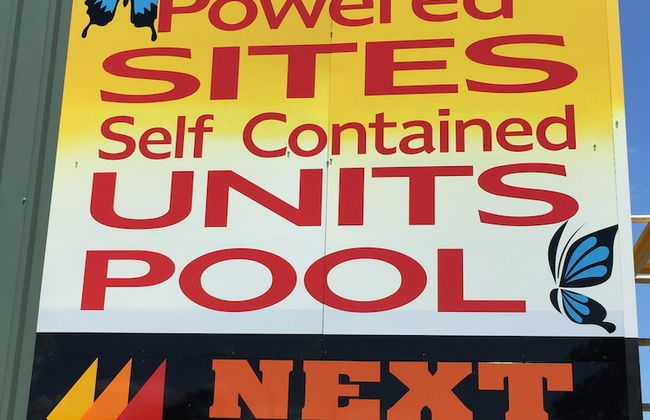 Powered
SITES
Self Contained
UNITS
POOL
NEXT